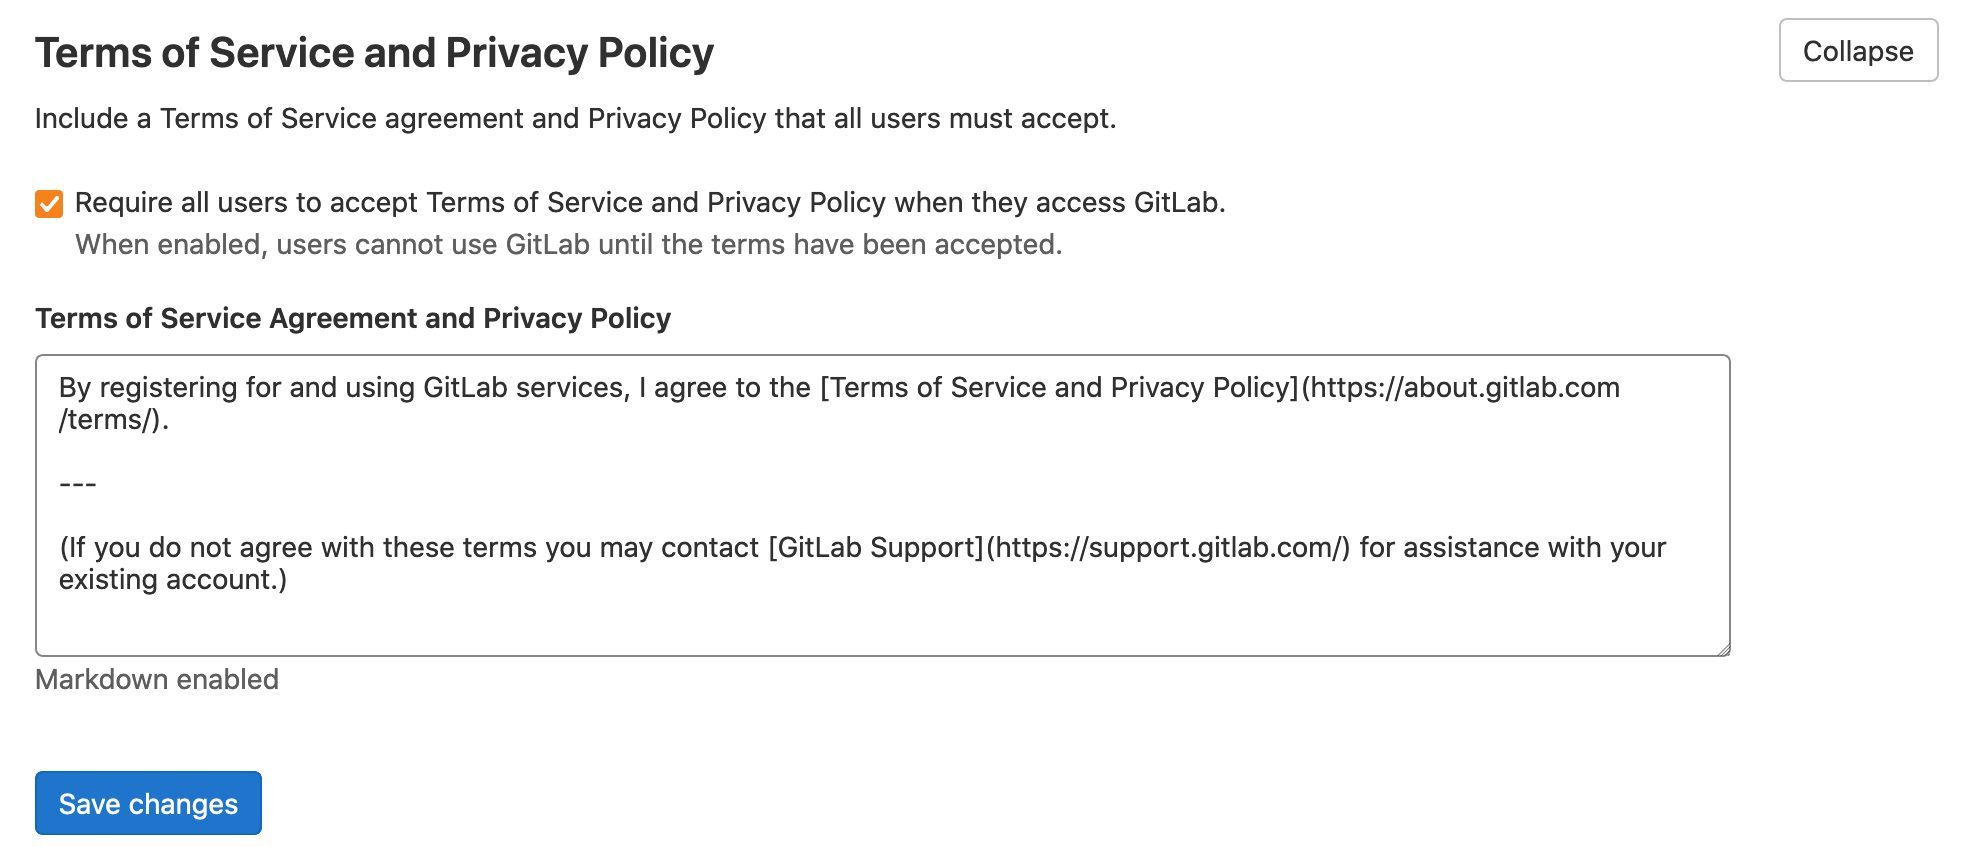 Terms of Service and Privacy Policy
Collapse
Include a Terms of Service agreement and Privacy Policy that all users must accept.
Require all users to accept Terms of Service and Privacy Policy when they access GitLab.
When enabled, users cannot use GitLab until the terms have been accepted.
Terms of Service Agreement and Privacy Policy
By registering for and using GitLab services, I agree to the [Terms of Service and Privacy Policy](https://about.gitlab.com
/terms/).
---
(If you do not agree with these terms you may contact [GitLab Support](https://support.gitlab.com/) for assistance with your
existing account.)
Markdown enabled
Save changes